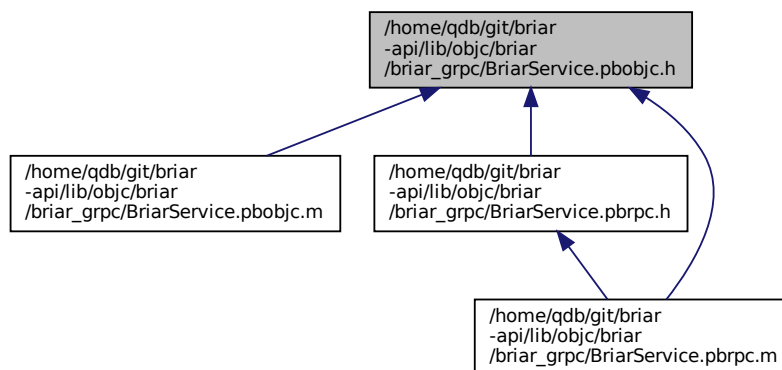 /home/qdb/git/briar
-api/lib/objc/briar
/briar_grpc/BriarService.pbobjc.h
/home/qdb/git/briar
-api/lib/objc/briar
/briar_grpc/BriarService.pbobjc.m
/home/qdb/git/briar
-api/lib/objc/briar
/briar_grpc/BriarService.pbrpc.h
/home/qdb/git/briar
-api/lib/objc/briar
/briar_grpc/BriarService.pbrpc.m